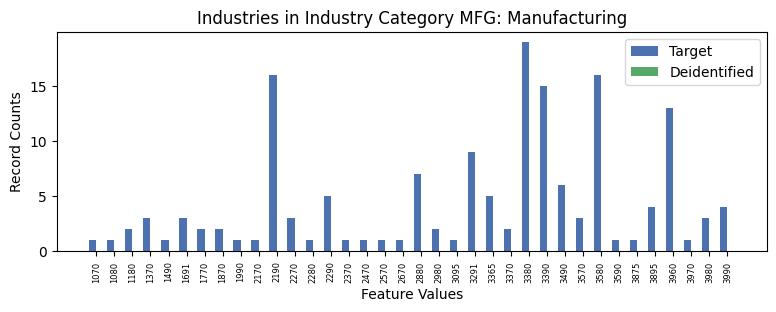 Industries in Industry Category MFG: Manufacturing
Target
Deidentified
Record Counts
15
10
5
0
1070 1080 1180 1370 1490 1691 1770 1870 1990 2170 2190 2270 2280 2290 2370 2470 2570 2670 2880 2980 3095 3291 3365 3370 3380 3390 3490 3570 3580 3590 3875 3895 3960 3970 3980 3990
Feature Values